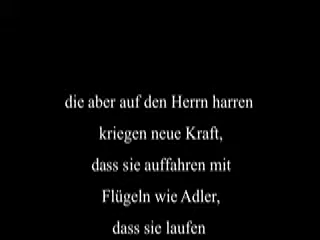 die aber auf den Herrn harren
kriegen neue Kraft,
dass sie auffahren mit
Flügeln wie Adler,
dass sie laufen